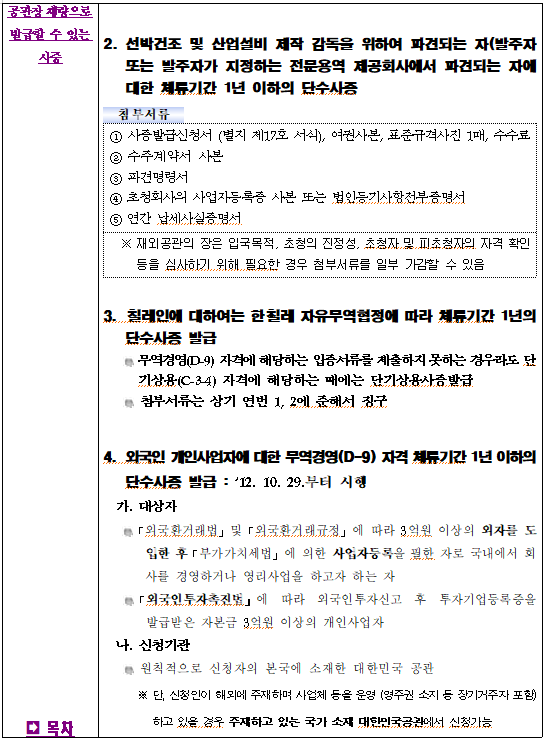 공관장 재량으로
발급할 수 있는
사증
2. 선박건조 및 산업설비 제작 감독을 위하여 파견되는 자(발주자
또는 발주자가 지정하는 전문용역 제공회사에서 파견되는 자에
대한 체류기간 1년 이하의 단수사증
첨부서류
① 사증발급신청서 (별지 제17호 서식), 여권사본, 표준규격사진 1매, 수수료
② 수주계약서 사본
③ 파견명령서
④ 초청회사의 사업자등록증 사본 또는 법인등기사항전부증명서
⑤ 연간 납세사실증명서
※ 재외공관의 장은 입국목적, 초청의 진정성, 초청자 및 피초청자의 자격 확인
등을 심사하기 위해 필요한 경우 첨부서류를 일부 가감할 수 있음
3. 칠레인에 대하여는 한·칠레 자유무역협정에 따라 체류기간 1년의
단수사증 발급
무역경영(D-9) 자격에 해당하는 입증서류를 제출하지 못하는 경우라도 단
기상용(C-3-4) 자격에 해당하는 때에는 단기상용사증발급
첨부서류는 상기 연번 1, 2에 준해서 징구
4. 외국인 개인사업자에 대한 무역경영(D-9) 자격 체류기간 1년 이하의
단수사증 발급 : '12. 10. 29.부터 시행
가. 대상자
「외국환거래법」 및 「외국환거래규정」에 따라 3억원 이상의 외자를 도
입한 후 「부가가치세법」에 의한 사업자등록을 필한 자로 국내에서 회
사를 경영하거나 영리사업을 하고자 하는 자
「외국인투자촉진법」에 따라 외국인투자신고 후 투자기업등록증을
발급받은 자본금 3억원 이상의 개인사업자
나. 신청기관
원칙적으로 신청자의 본국에 소재한 대한민국 공관
※ 단, 신청인이 해외에 주재하며 사업체 등을 운영 (영주권 소지 등 장기거주자 포함)
하고 있을 경우 주재하고 있는 국가 소재 대한민국공관에서 신청가능
목차